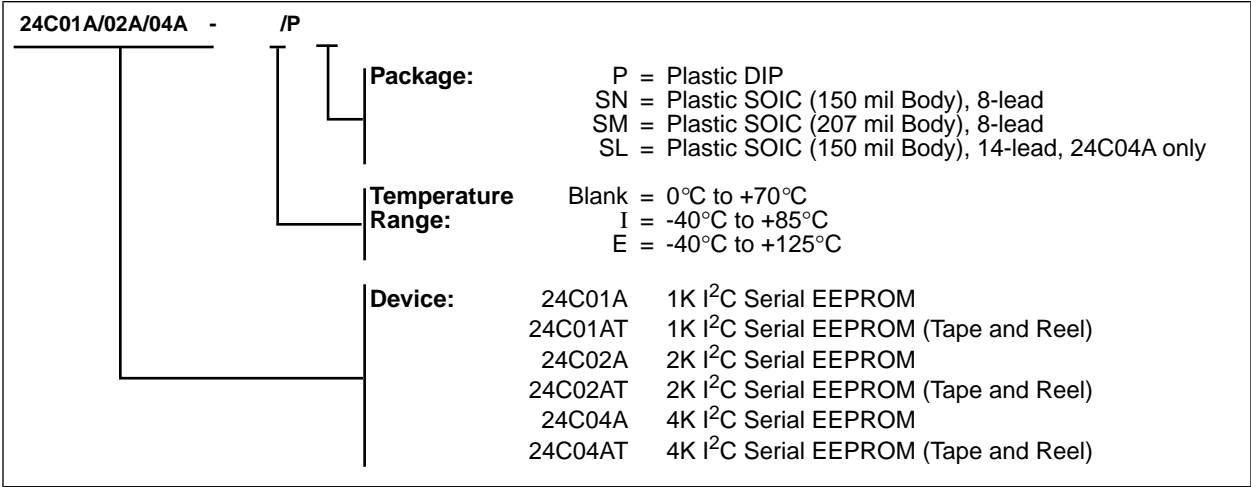 24C01A/02A/04A - /P
Package: P = Plastic DIP
SN = Plastic SOIC (150 mil Body), 8-lead
SM = Plastic SOIC (207 mil Body), 8-lead
SL = Plastic SOIC (150 mil Body), 14-lead, 24C04A only
Temperature Blank = 0°C to +70°C
Range: I = -40°C to +85°C
E = -40°C to +125°C
Device: 24C01A 1K I²C Serial EEPROM
24C01AT 1K I²C Serial EEPROM (Tape and Reel)
24C02A 2K I²C Serial EEPROM
24C02AT 2K I²C Serial EEPROM (Tape and Reel)
24C04A 4K I²C Serial EEPROM
24C04AT 4K I²C Serial EEPROM (Tape and Reel)